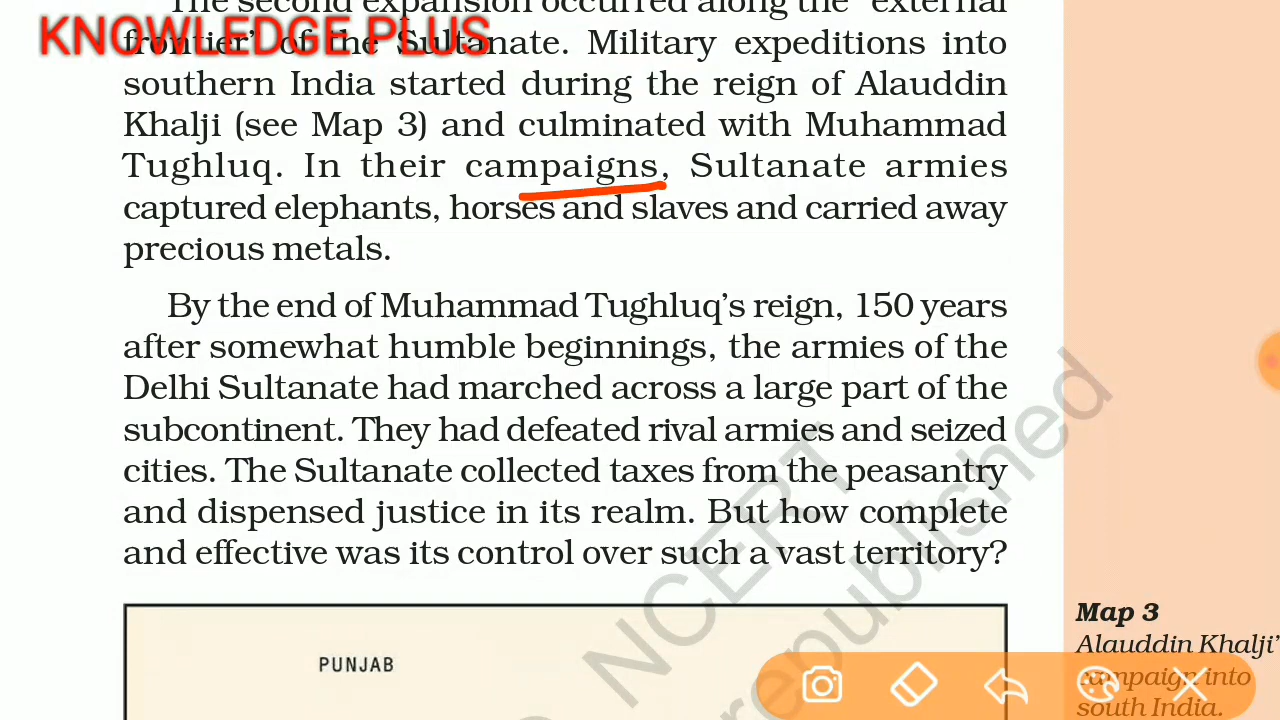 The second expansion occurred along the 'external
KNOWLEDGE PLUS
frontier' of the Sultanate. Military expeditions into
southern India started during the reign of Alauddin
Khalji (see Map 3) and culminated with Muhammad
Tughluq. In their campaigns, Sultanate armies
captured elephants, horses and slaves and carried away
precious metals.
By the end of Muhammad Tughluq's reign, 150 years
after somewhat humble beginnings, the armies of the
Delhi Sultanate had marched across a large part of the
subcontinent. They had defeated rival armies and seized
cities. The Sultanate collected taxes from the peasantry
and dispensed justice in its realm. But how complete
and effective was its control over such a vast territory?
PUNJAB
Map 3
Alauddin Khalji'
campaign into
south India.
NCERT
republished